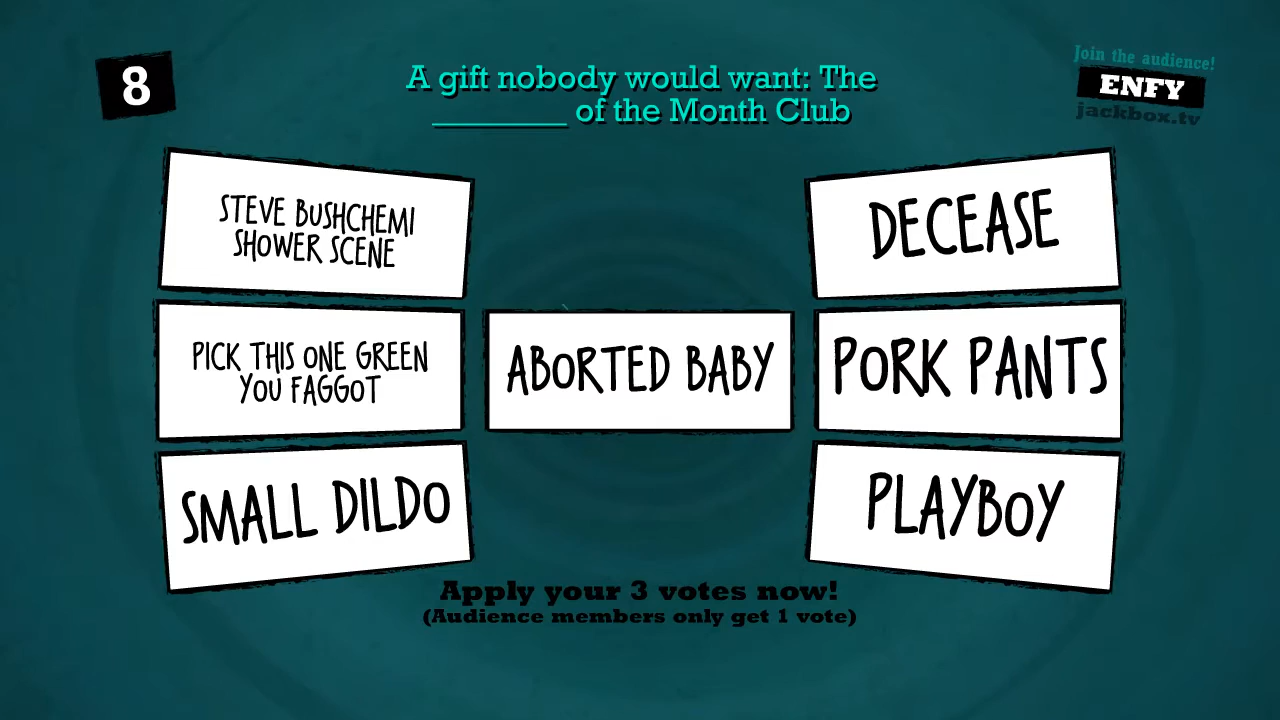 8
A gift nobody would want: The
________ of the Month Club
Join the audience!
ENFY
jackbox.tv
STEVE BUSHCHEMI
SHOWER SCENE
PICK THIS ONE GREEN
YOU FAGGOT
SMALL DILDO
ABORTED BABY
DECEASE
PORK PANTS
PLAYBOY
Apply your 3 votes now!
(Audience members only get 1 vote)